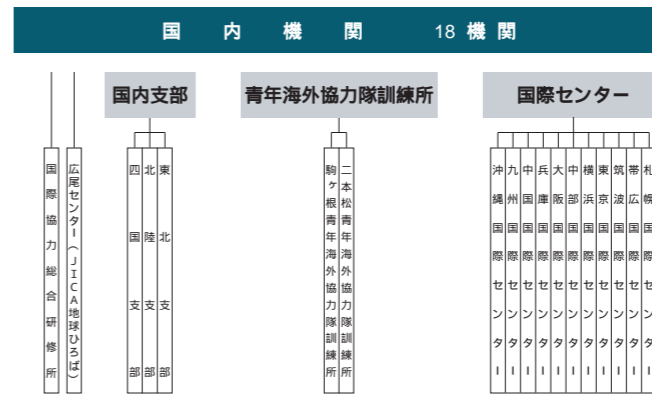 国内機関 18機関
国内支部
青年海外協力隊訓練所
国際センター
国際協力総合研修所
広尾センター（JICA地球ひろば）
四国支部
北陸支部
東北支部
駒ケ根青年海外協力隊訓練所
二本松青年海外協力隊訓練所
沖縄国際センター
九州国際センター
中国国際センター
兵庫国際センター
大阪国際センター
中部国際センター
横浜国際センター
東京国際センター
筑波国際センター
帯広国際センター
札幌国際センター